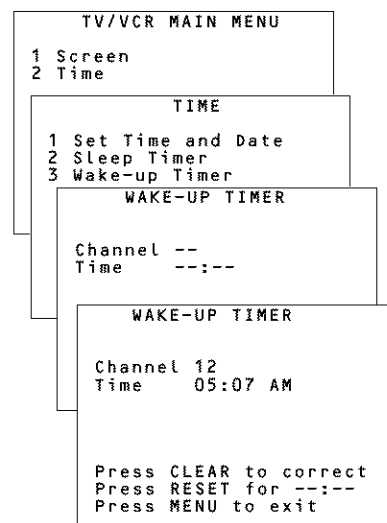 TV/VCR MAIN MENU
1 Screen
2 Time
TIME
1 Set Time and Date
2 Sleep Timer
3 Wake-up Timer
WAKE-UP TIMER
Channel --
Time --:--
WAKE-UP TIMER
Channel 12
Time 05:07 AM
Press CLEAR to correct
Press RESET for --:--
Press MENU to exit